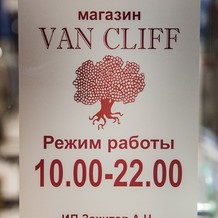 магазин
VAN CLIFF
Режим работы
10.00-22.00